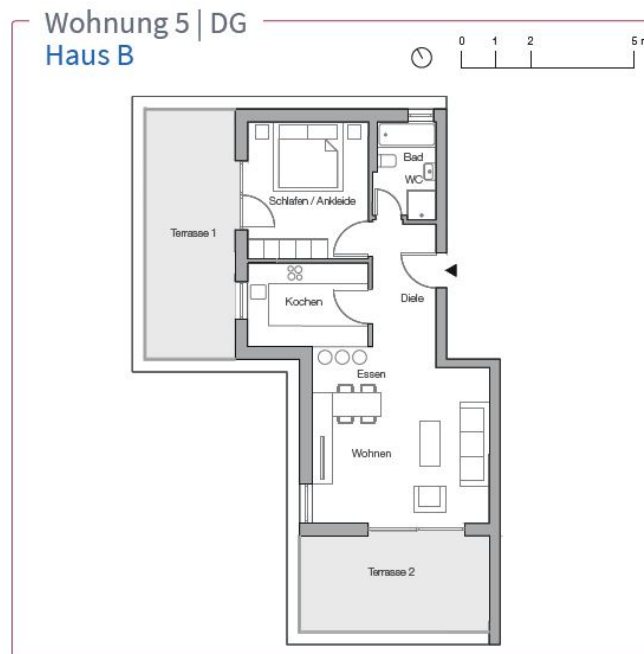 Wohnung 5 | DG
Haus B
0 1 2 5 m
Bad
WC
Schlafen / Ankleide
Terrasse 1
Kochen
Diele
Essen
Wohnen
Terrasse 2